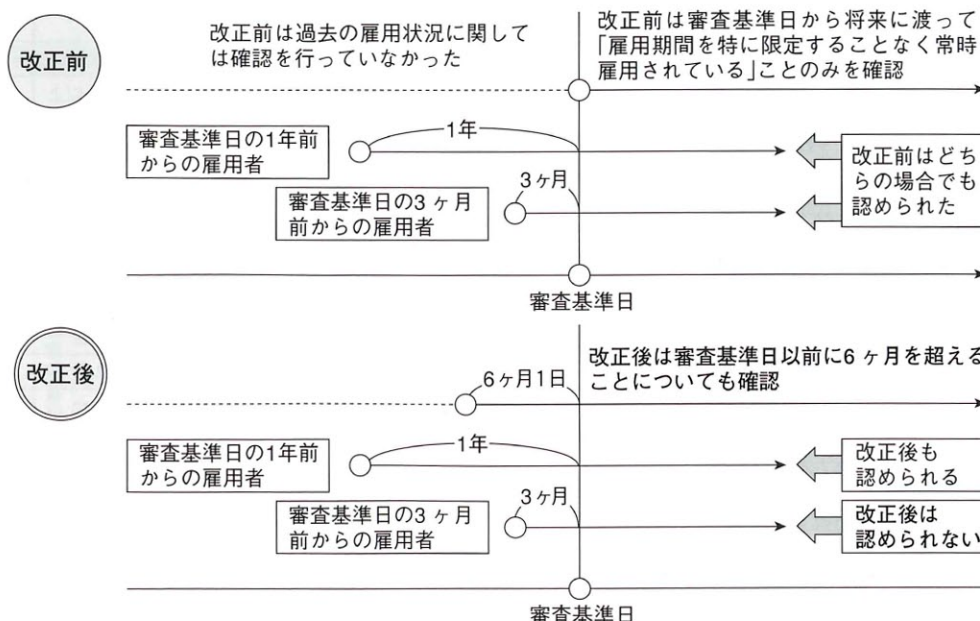 改正前
改正前は過去の雇用状況に関して
は確認を行っていなかった
改正前は審査基準日から将来に渡って
「雇用期間を特に限定することなく常時
雇用されている」ことのみを確認
審査基準日の1年前
からの雇用者
1年
審査基準日の3ヶ月
前からの雇用者
3ヶ月
改正前はどち
らの場合でも
認められた
審査基準日
改正後
改正後は審査基準日以前に6ヶ月を超える
ことについても確認
6ヶ月1日
審査基準日の1年前
からの雇用者
1年
改正後も
認められる
審査基準日の3ヶ月
前からの雇用者
3ヶ月
改正後は
認められない
審査基準日